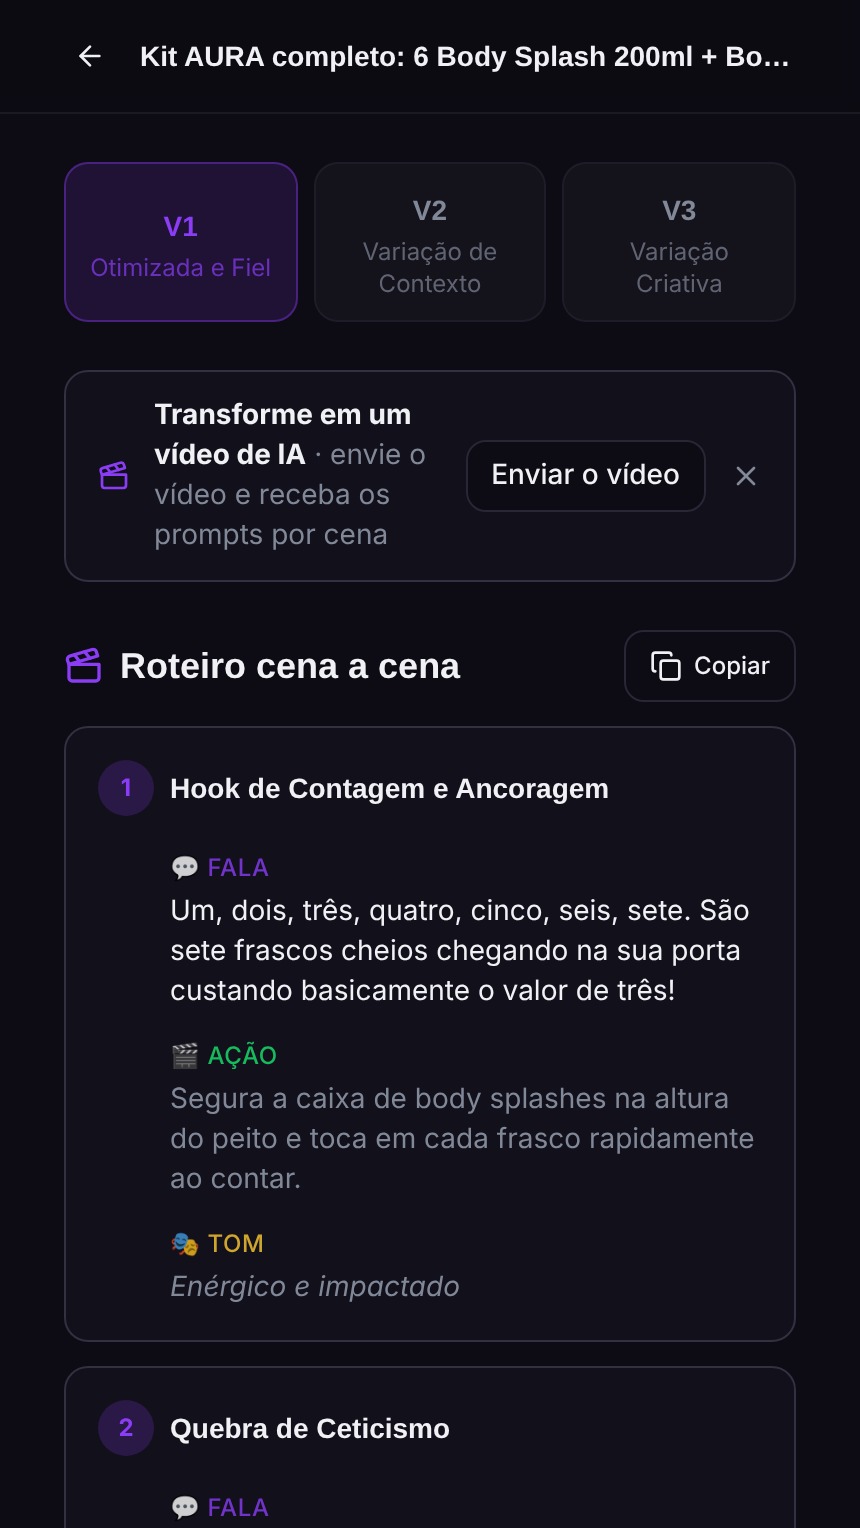 Kit AURA completo: 6 Body Splash 200ml + Bo...
V1
Otimizada e Fiel
V2
Variação de
Contexto
V3
Variação
Criativa
Transforme em um
vídeo de IA · envie o
vídeo e receba os
prompts por cena
Enviar o vídeo
Roteiro cena a cena
Copiar
1
Hook de Contagem e Ancoragem
💬 FALA
Um, dois, três, quatro, cinco, seis, sete. São
sete frascos cheios chegando na sua porta
custando basicamente o valor de três!
🎬 AÇÃO
Segura a caixa de body splashes na altura
do peito e toca em cada frasco rapidamente
ao contar.
🎭 TOM
Enérgico e impactado
2
Quebra de Ceticismo
💬 FALA